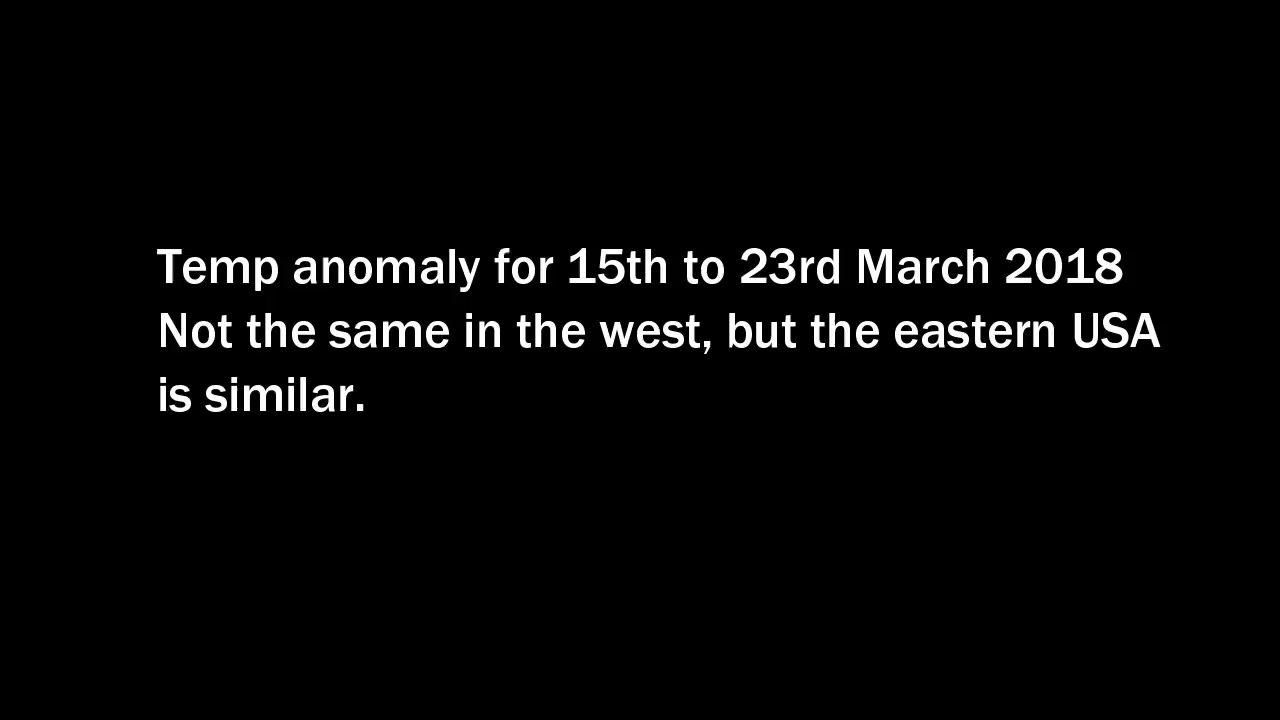 Temp anomaly for 15th to 23rd March 2018
Not the same in the west, but the eastern USA
is similar.